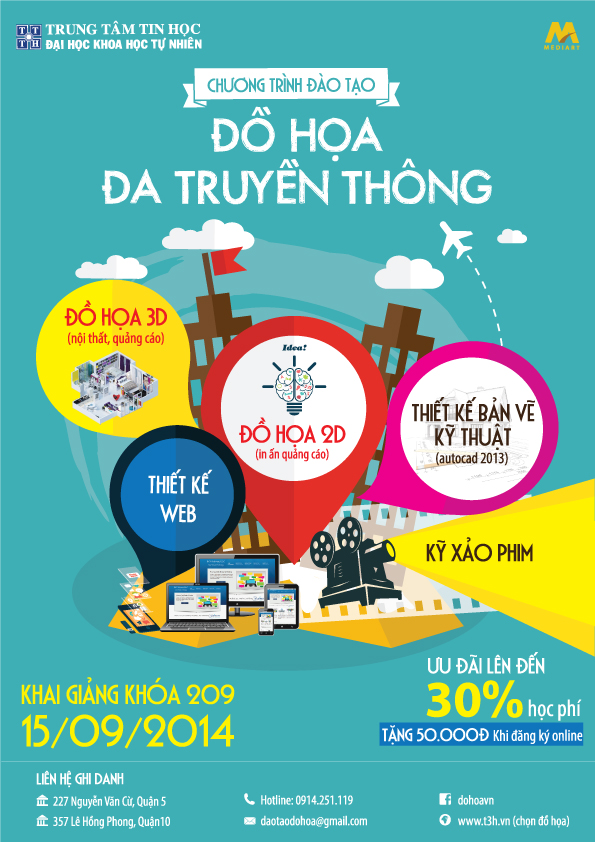 TRUNG TÂM TIN HỌC
ĐẠI HỌC KHOA HỌC TỰ NHIÊN
MEDIART
CHƯƠNG TRÌNH ĐÀO TẠO
ĐỒ HỌA
ĐA TRUYỀN THÔNG
ĐỒ HỌA 3D
(nội thất, quảng cáo)
Idea!
ĐỒ HỌA 2D
(in ấn quảng cáo)
THIẾT KẾ BẢN VẼ
KỸ THUẬT
(autocad 2013)
THIẾT KẾ
WEB
KỸ XẢO PHIM
KHAI GIẢNG KHÓA 209
15/09/2014
ƯU ĐÃI LÊN ĐẾN
30% học phí
TẶNG 50.000Đ Khi đăng ký online
LIÊN HỆ GHI DANH
227 Nguyễn Văn Cừ, Quận 5
357 Lê Hồng Phong, Quận10
Hotline: 0914.251.119
daotaodohoa@gmail.com
dohoavn
www.t3h.vn (chọn đồ họa)